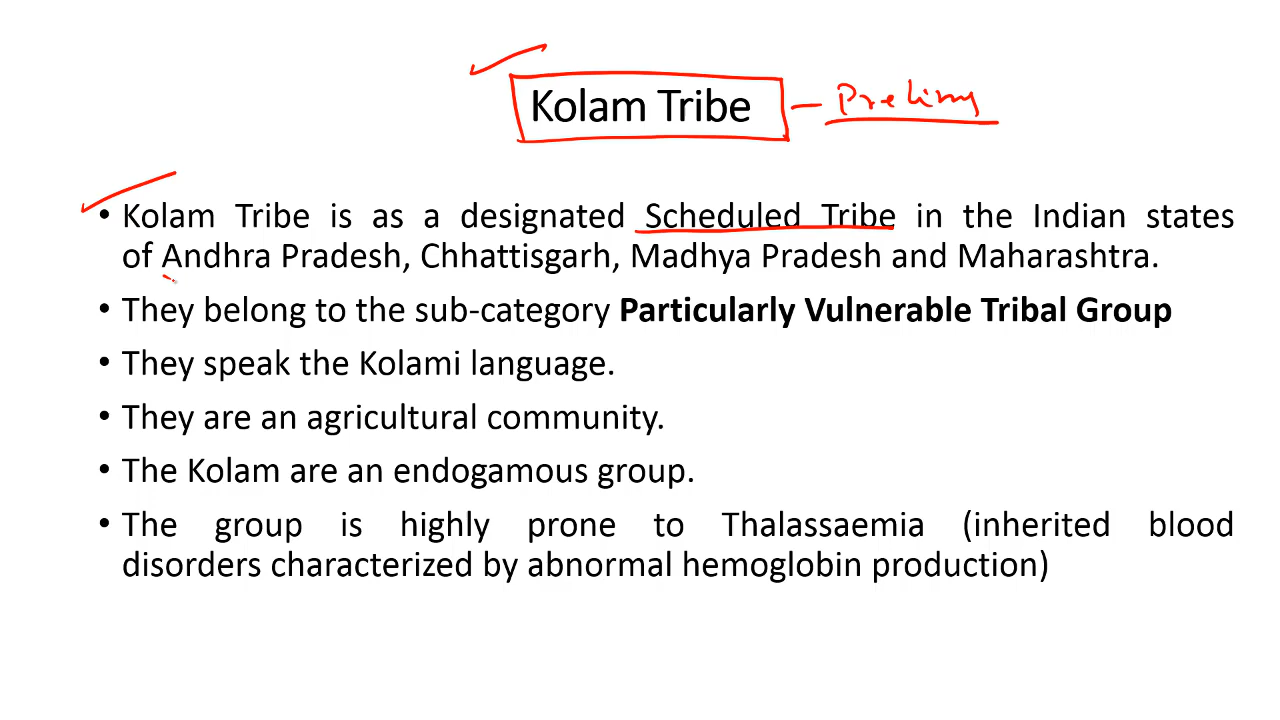 Kolam Tribe – Prelims
• Kolam Tribe is as a designated Scheduled Tribe in the Indian states
of Andhra Pradesh, Chhattisgarh, Madhya Pradesh and Maharashtra.
• They belong to the sub-category Particularly Vulnerable Tribal Group
• They speak the Kolami language.
• They are an agricultural community.
• The Kolam are an endogamous group.
• The group is highly prone to Thalassaemia (inherited blood
disorders characterized by abnormal hemoglobin production)